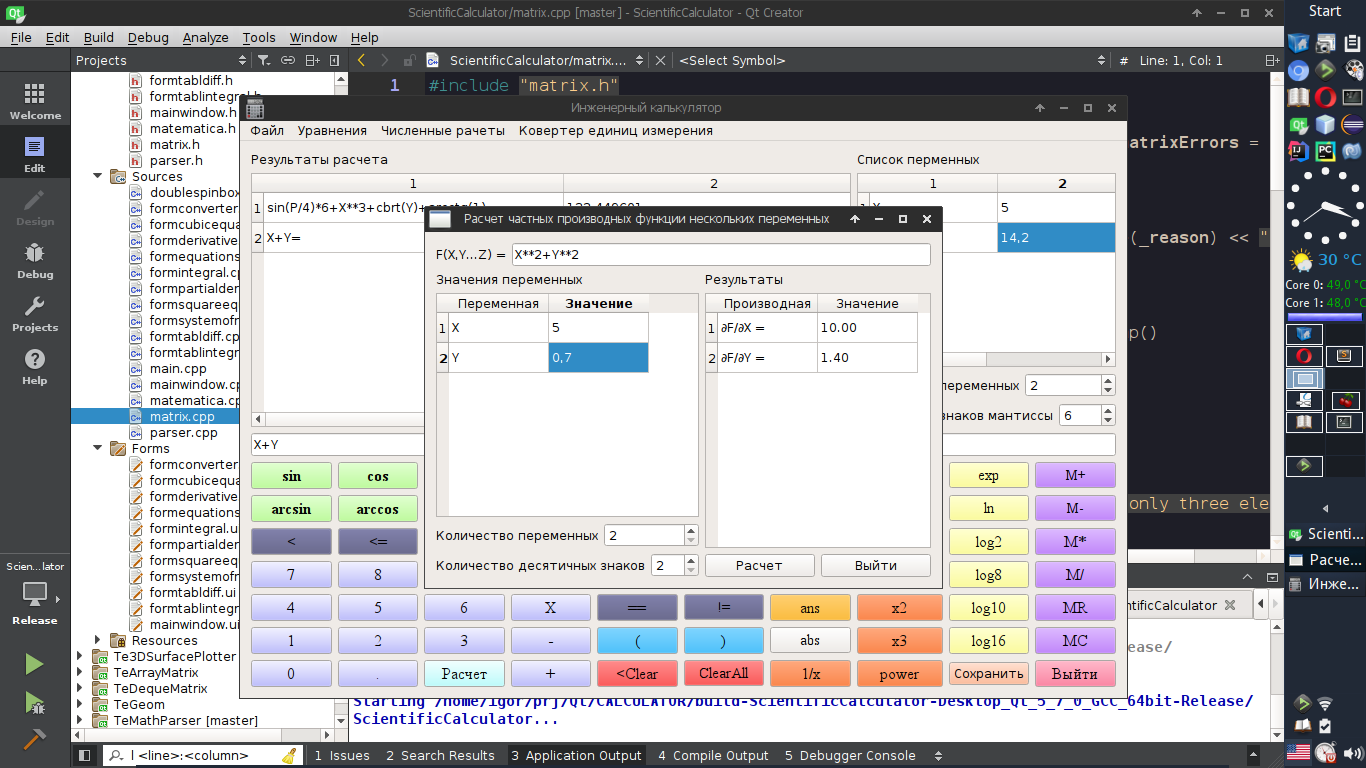 ScientificCalculator/matrix.cpp [master] - ScientificCalculator - Qt Creator
Start
File Edit Build Debug Analyze Tools Window Help
Projects
ScientificCalculator/matrix....
<Select Symbol>
# Line: 1, Col: 1
Welcome
Edit
Design
Debug
Projects
Help
Scien...lator
Release
formtabldiff.h
formtablintegral.h
mainwindow.h
matematica.h
matrix.h
parser.h
Sources
doublespinbox
formconverter
formcubicequa
formderivative
formequations
formintegral.cp
formpartialder
formsquareequ
formsystemofn
formtabldiff.cp
formtablintegr
main.cpp
mainwindow.cp
matematica.cp
matrix.cpp
parser.cpp
Forms
formconverter
formcubicequa
formderivative
formequations
formintegral.ui
formpartialder
formsquareequ
formsystemofn
formtabldiff.ui
formtablintegr
mainwindow.ui
Resources
Te3DSurfacePlotter
TeArrayMatrix
TeDequeMatrix
TeGeom
TeMathParser [master]
1 #include "matrix.h"
atrixErrors =
(_reason) << "
p()
only three ele
Инженерный калькулятор
Файл Уравнения Численные расчеты Ковертер единиц измерения
Результаты расчета
Список перменных
1 2
1 2
1 sin(P/4)*6+X**3+cbrt(Y)+arcctg(1)
5
2 X+Y=
14,2
переменных 2
знаков мантиссы 6
X+Y
sin cos exp M+
arcsin arccos ln M-
< <= log2 M*
7 8 log8 M/
4 5 6 X == != ans x2 log10 MR
1 2 3 - ( ) abs x3 log16 MC
0 . Расчет + <Clear ClearAll 1/x power Сохранить Выйти
Расчет частных производных функции нескольких переменных
F(X,Y...Z) = X**2+Y**2
Значения переменных
Результаты
Переменная Значение
Производная Значение
1 X 5
1 ∂F/∂X = 10.00
2 Y 0,7
2 ∂F/∂Y = 1.40
Количество переменных 2
Количество десятичных знаков 2
Расчет Выйти
ntificCalculator
ease/
Starting /home/igor/prj/Qt/CALCULATOR/build-ScientificCalculator-Desktop_Qt_5_7_0_GCC_64bit-Release/
ScientificCalculator...
l <line>:<column>
1 Issues 2 Search Results 3 Application Output 4 Compile Output 5 Debugger Console
30 °C
Core 0: 49,0 °C
Core 1: 48,0 °C
Scienti...
Расче...
Инже...